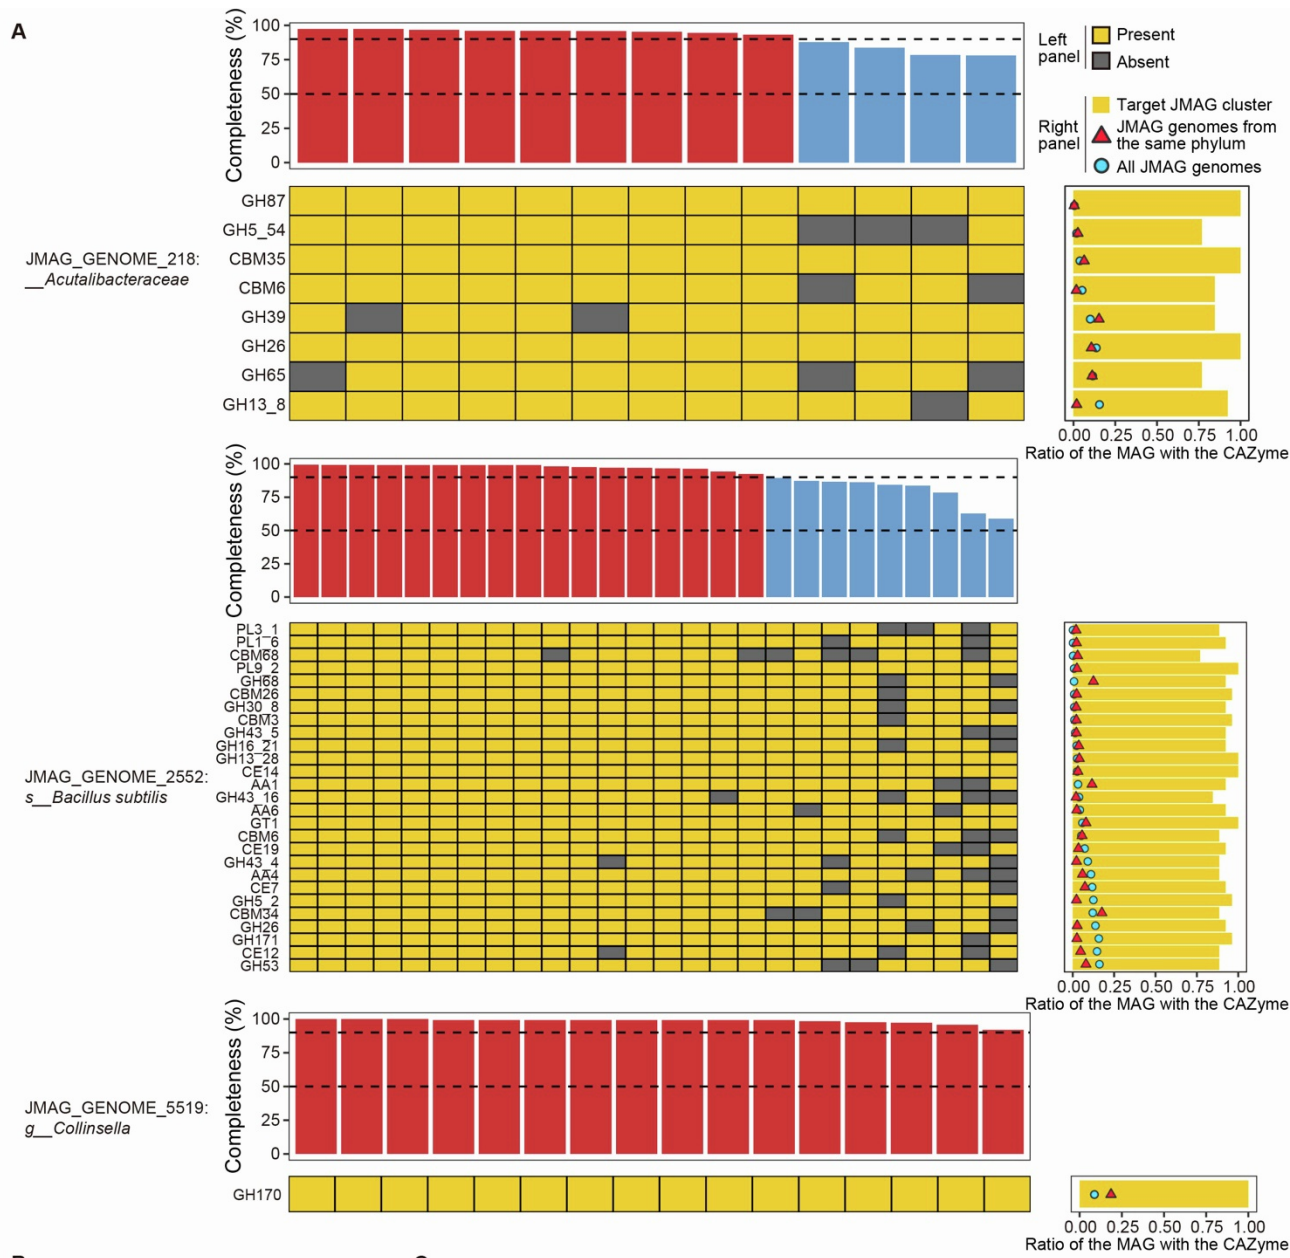 A
Completeness (%)
100
75
50
25
0
Left panel
Present
Absent
Right panel
Target JMAG cluster
JMAG genomes from
the same phylum
All JMAG genomes
JMAG_GENOME_218:
__Acutalibacteraceae
GH87
GH5_54
CBM35
CBM6
GH39
GH26
GH65
GH13_8
0.00 0.25 0.50 0.75 1.00
Ratio of the MAG with the CAZyme
Completeness (%)
100
75
50
25
0
JMAG_GENOME_2552:
s__Bacillus subtilis
PL3_1
PL1_6
CBM68
PL9_2
GH68
CBM26
GH30_8
CBM3
GH43_5
GH16_21
GH13_28
CE14
AA1
GH43_16
AA6
GT1
CBM6
CE19
GH43_4
AA4
CE7
GH5_2
CBM34
GH26
GH171
CE12
GH53
0.00 0.25 0.50 0.75 1.00
Ratio of the MAG with the CAZyme
Completeness (%)
100
75
50
25
0
JMAG_GENOME_5519:
g__Collinsella
GH170
0.00 0.25 0.50 0.75 1.00
Ratio of the MAG with the CAZyme